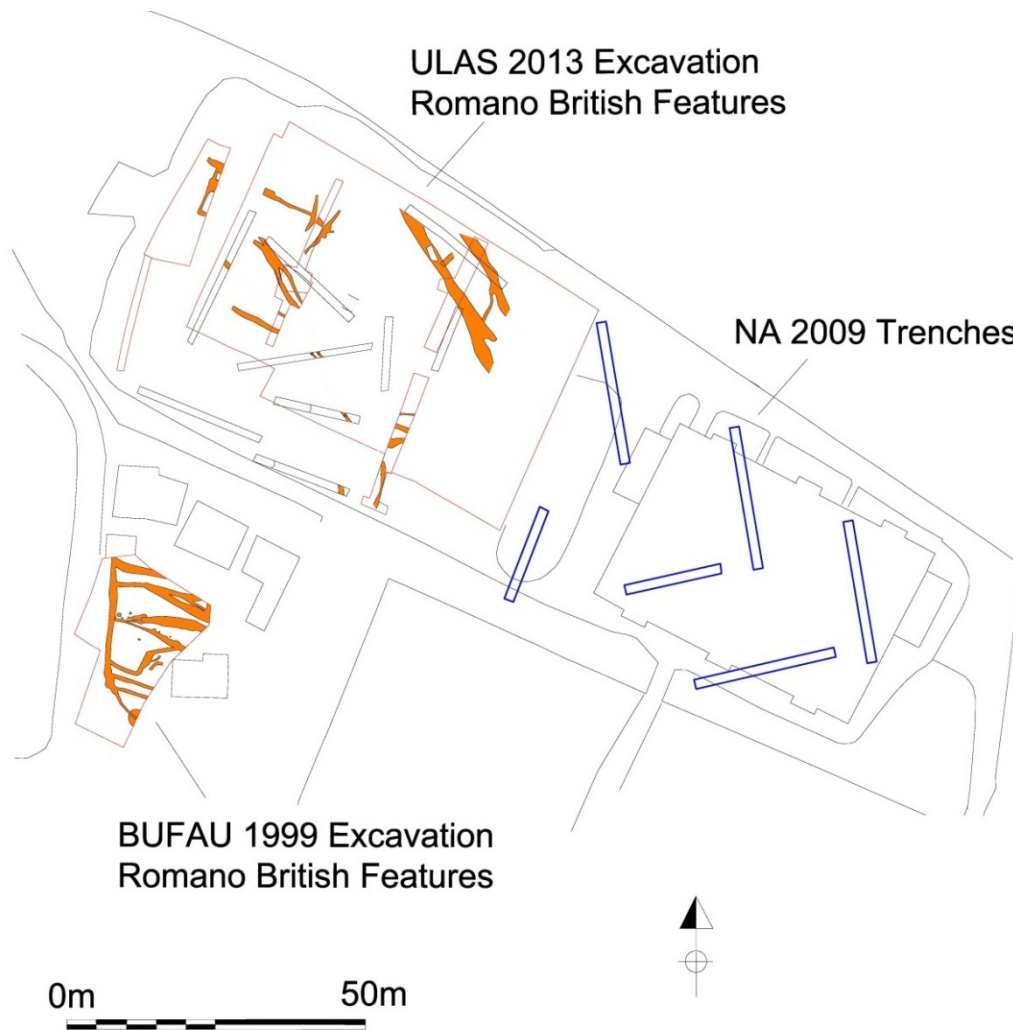 ULAS 2013 Excavation
Romano British Features
NA 2009 Trenches
BUFAU 1999 Excavation
Romano British Features
0m
50m